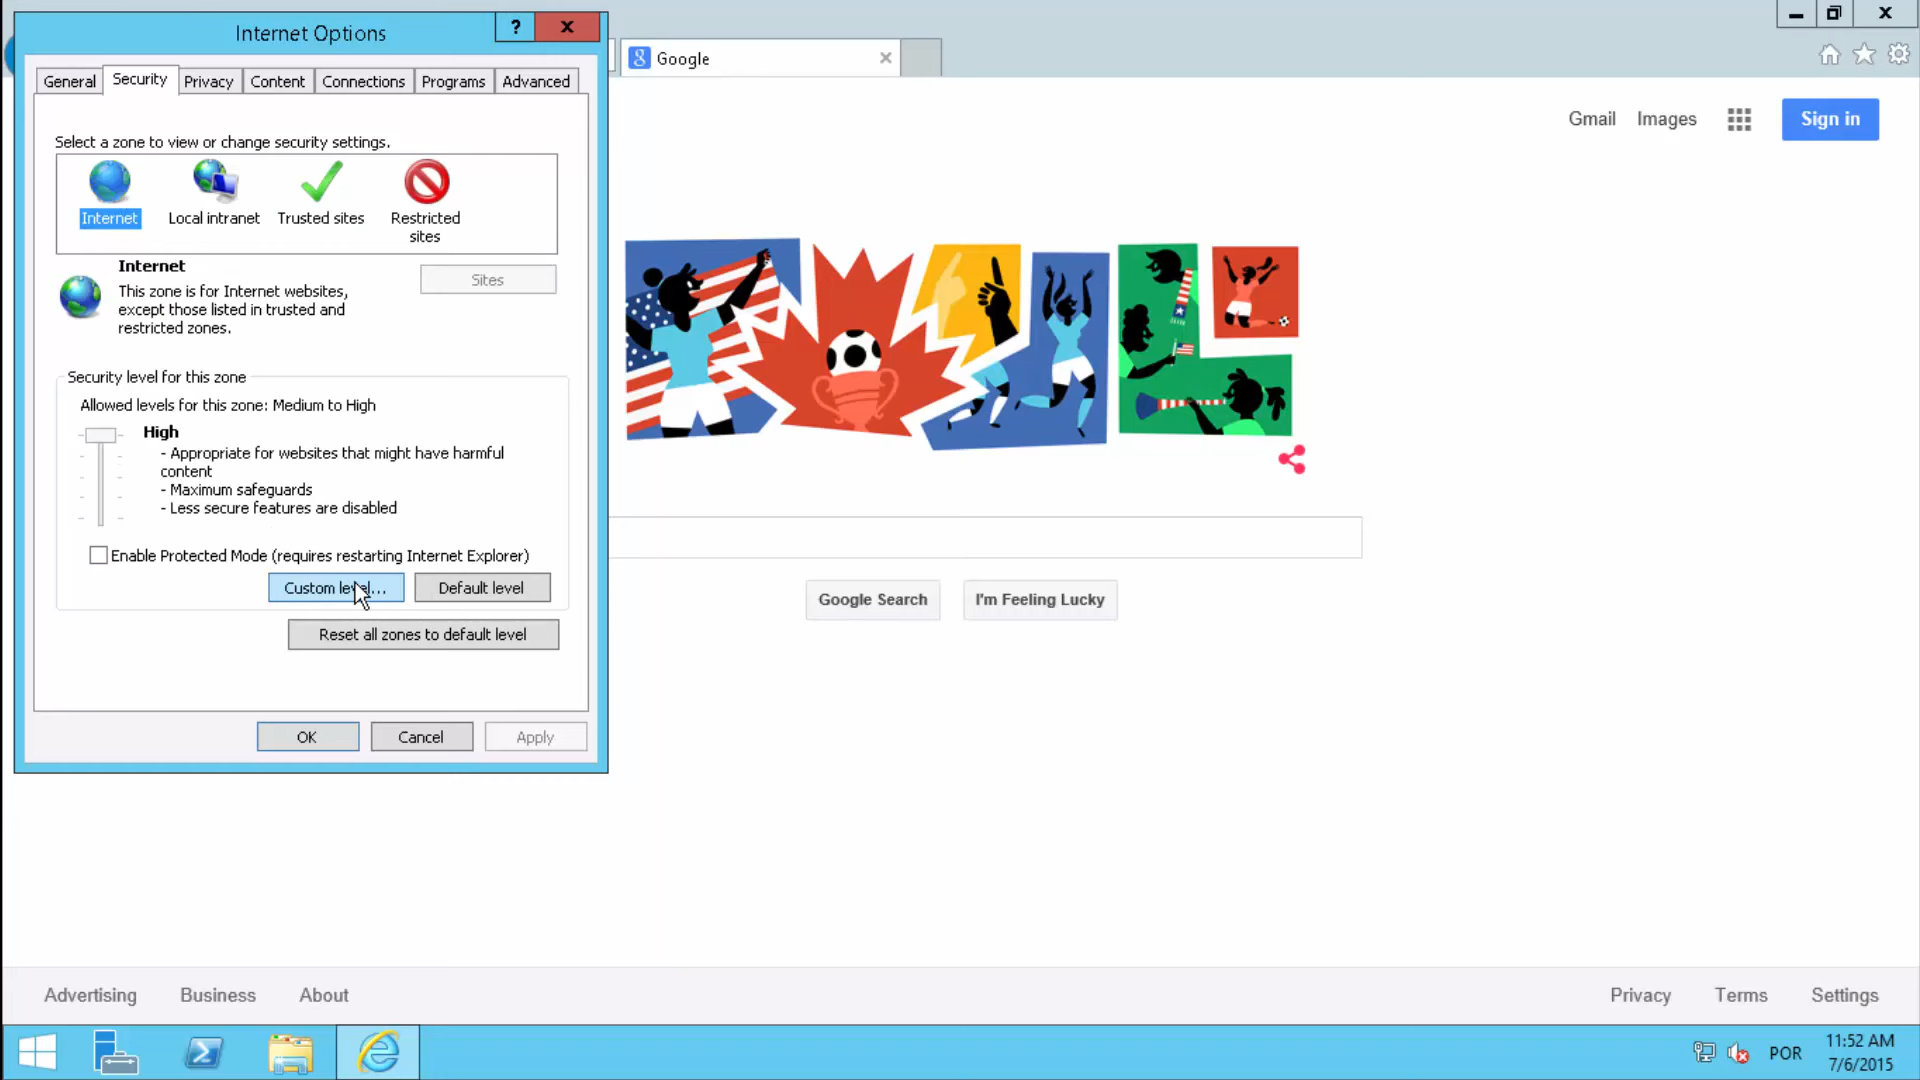 Internet Options
?
Google
General
Security
Privacy
Content
Connections
Programs
Advanced
Gmail
Images
Sign in
Select a zone to view or change security settings.
Internet
Local intranet
Trusted sites
Restricted
sites
Internet
Sites
This zone is for Internet websites,
except those listed in trusted and
restricted zones.
Security level for this zone
Allowed levels for this zone: Medium to High
High
- Appropriate for websites that might have harmful
content
- Maximum safeguards
- Less secure features are disabled
Enable Protected Mode (requires restarting Internet Explorer)
Custom level...
Default level
Reset all zones to default level
OK
Cancel
Apply
Google Search
I'm Feeling Lucky
Advertising
Business
About
Privacy
Terms
Settings
POR
11:52 AM
7/6/2015